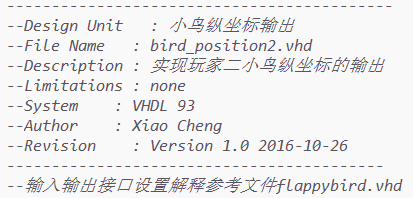 -------------------------------------------
--Design Unit   : 小鸟纵坐标输出
--File Name   : bird_position2.vhd
--Description : 实现玩家二小鸟纵坐标的输出
--Limitations : none
--System    : VHDL 93
--Author    : Xiao Cheng
--Revision    : Version 1.0 2016-10-26
------------------------------------------
--输入输出接口设置解释参考文件flappybird.vhd